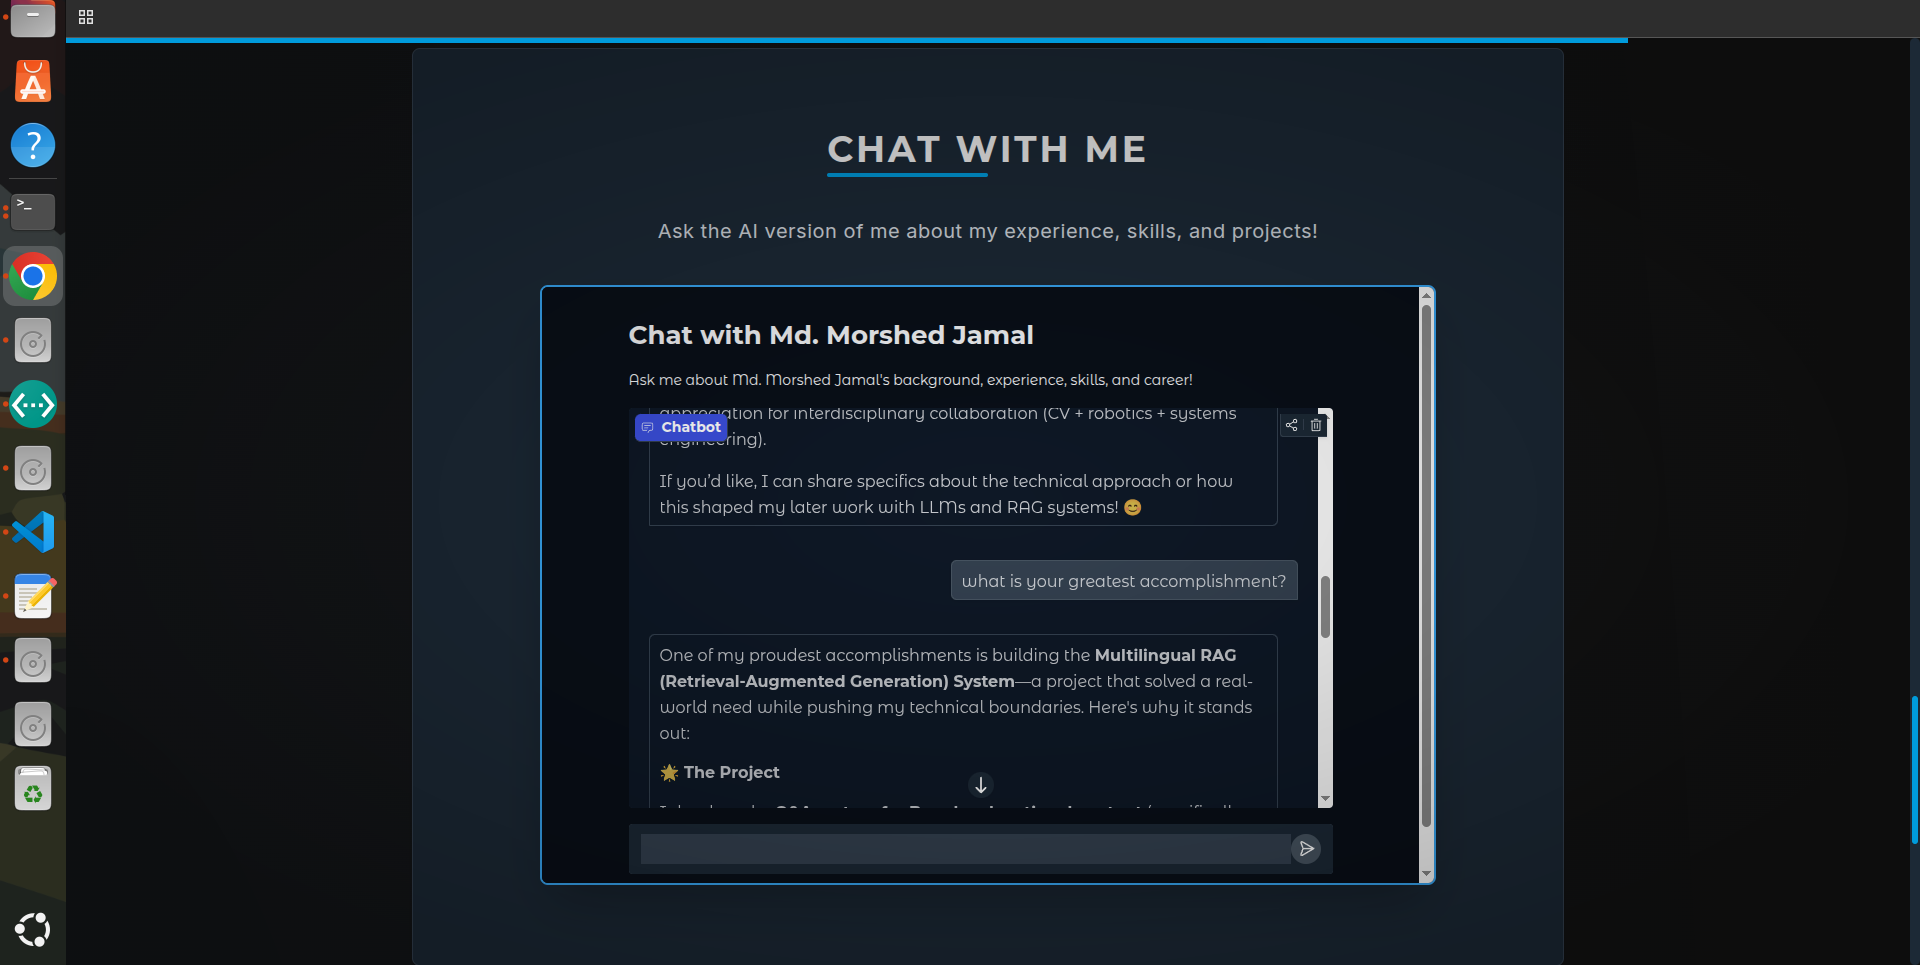 CHAT WITH ME
Ask the AI version of me about my experience, skills, and projects!
Chat with Md. Morshed Jamal
Ask me about Md. Morshed Jamal's background, experience, skills, and career!
appreciation for interdisciplinary collaboration (CV + robotics + systems
Chatbot
engineering).
If you'd like, I can share specifics about the technical approach or how
this shaped my later work with LLMs and RAG systems! 😊
what is your greatest accomplishment?
One of my proudest accomplishments is building the Multilingual RAG
(Retrieval-Augmented Generation) System—a project that solved a real-
world need while pushing my technical boundaries. Here's why it stands
out:
🌟 The Project